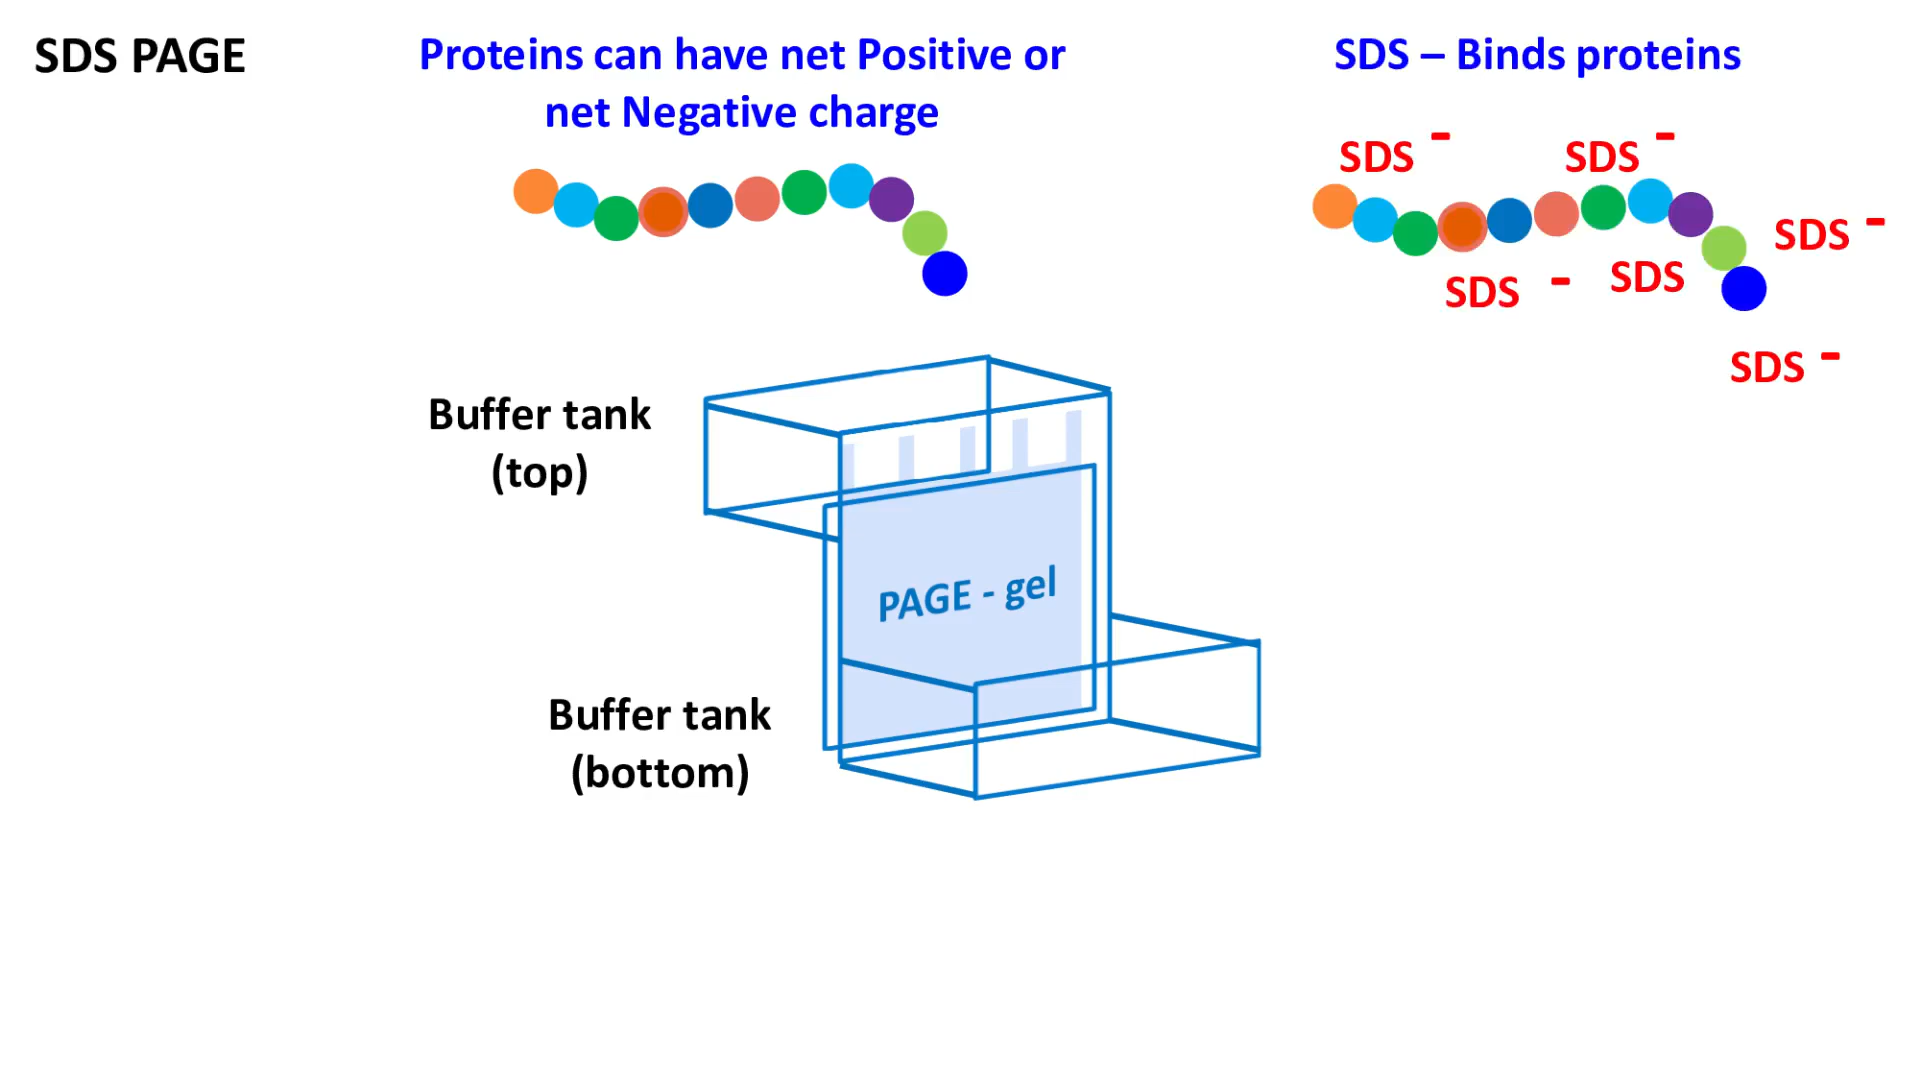 SDS PAGE
Proteins can have net Positive or
net Negative charge
SDS – Binds proteins
SDS -
SDS -
SDS -
SDS -
SDS
SDS -
Buffer tank
(top)
PAGE - gel
Buffer tank
(bottom)